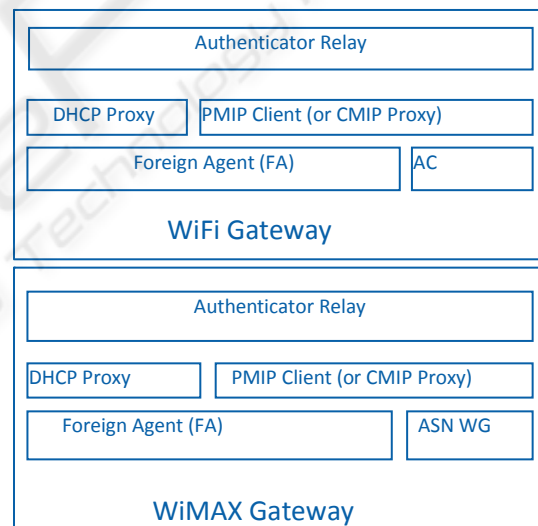 Authenticator Relay
DHCP Proxy PMIP Client (or CMIP Proxy)
Foreign Agent (FA) AC
WiFi Gateway
Authenticator Relay
DHCP Proxy PMIP Client (or CMIP Proxy)
Foreign Agent (FA) ASN WG
WiMAX Gateway
Technology